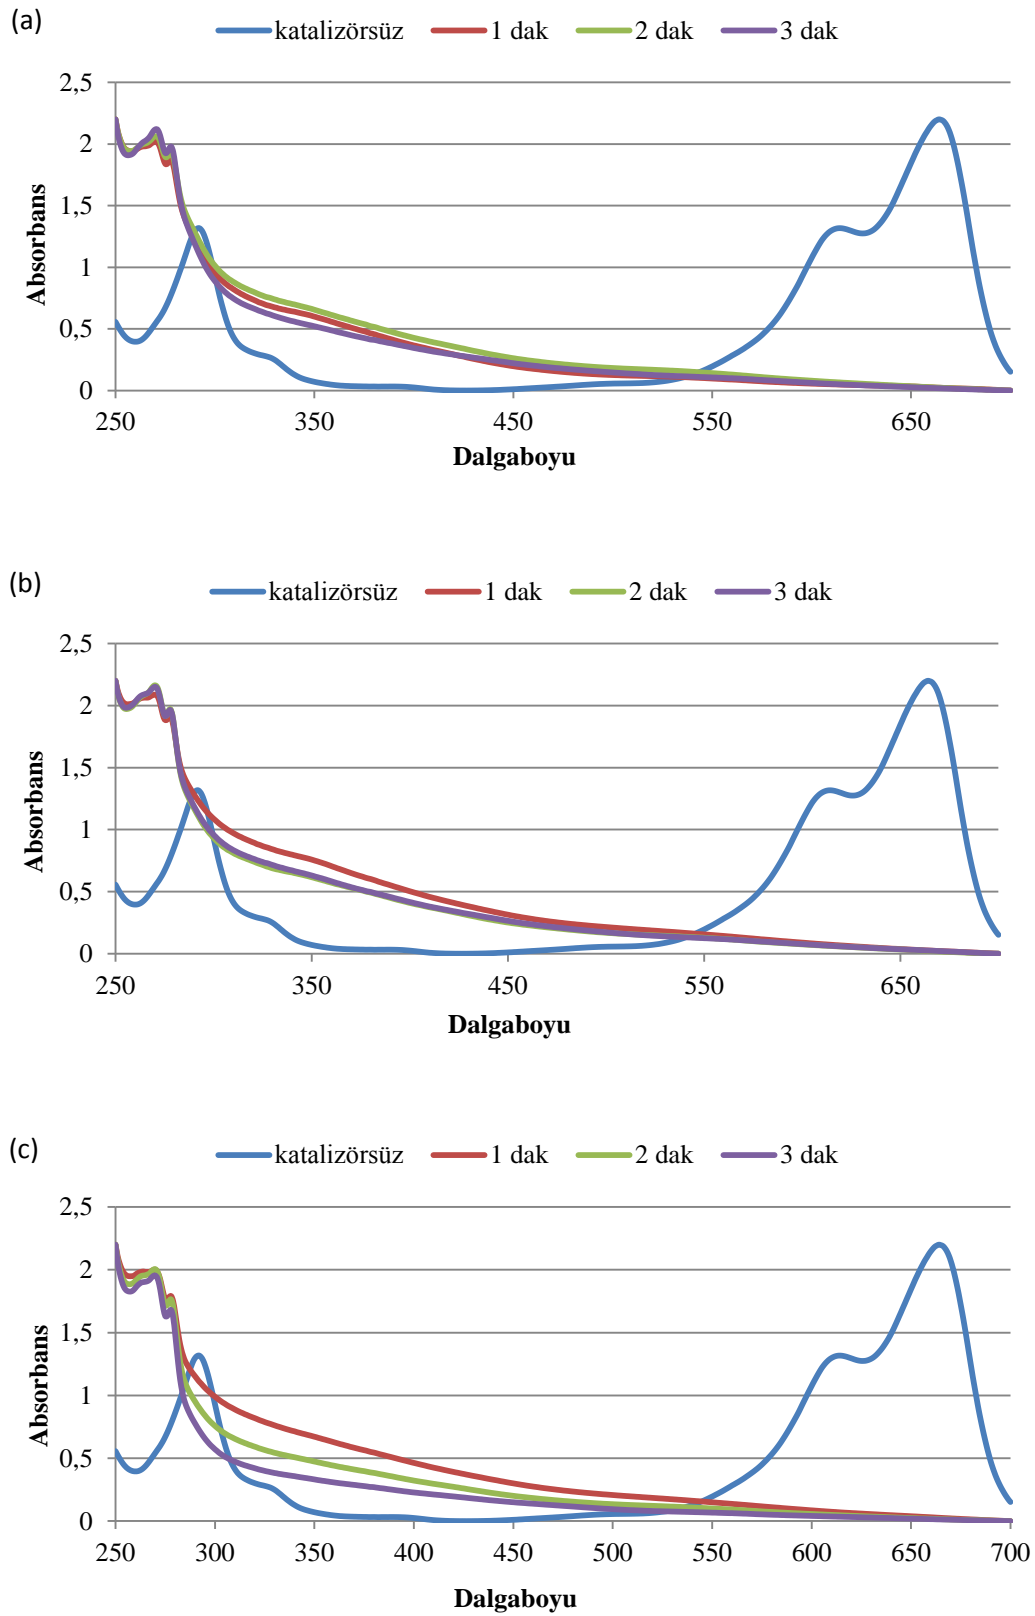 (a)
katalizörsüz 1 dak 2 dak 3 dak
2,5
2
1,5
1
0,5
0
Absorbans
250 350 450 550 650
Dalgaboyu
(b)
katalizörsüz 1 dak 2 dak 3 dak
2,5
2
1,5
1
0,5
0
Absorbans
250 350 450 550 650
Dalgaboyu
(c)
katalizörsüz 1 dak 2 dak 3 dak
2,5
2
1,5
1
0,5
0
Absorbans
250 300 350 400 450 500 550 600 650 700
Dalgaboyu